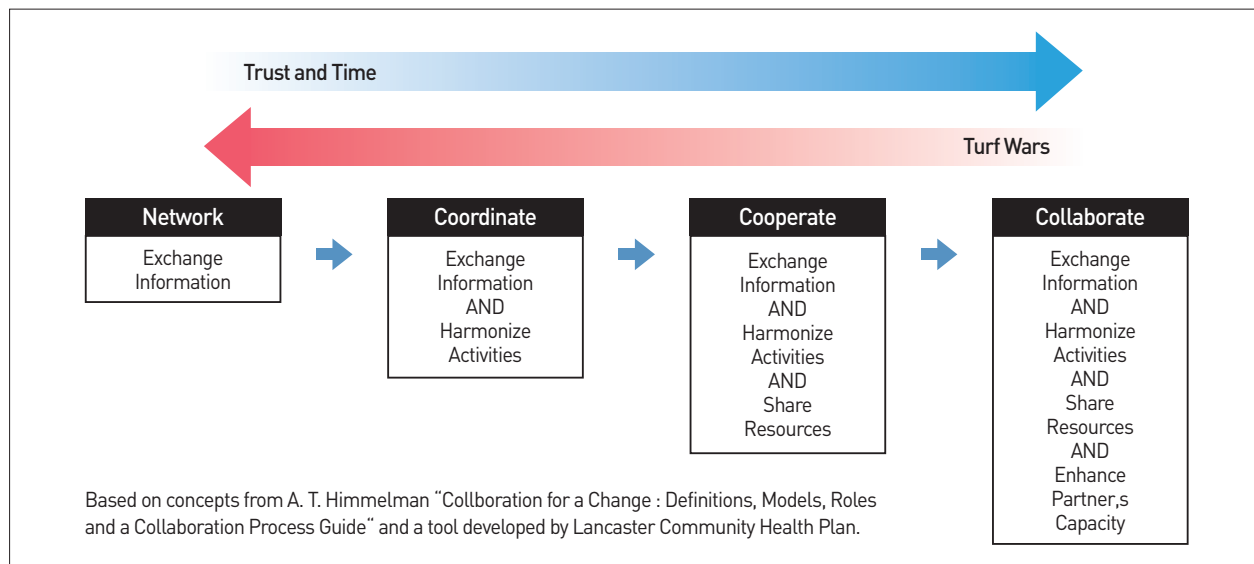 Trust and Time
Turf Wars
Network
Exchange
Information
Coordinate
Exchange
Information
AND
Harmonize
Activities
Cooperate
Exchange
Information
AND
Harmonize
Activities
AND
Share
Resources
Collaborate
Exchange
Information
AND
Harmonize
Activities
AND
Share
Resources
AND
Enhance
Partner,s
Capacity
Based on concepts from A. T. Himmelman “Collboration for a Change : Definitions, Models, Roles
and a Collaboration Process Guide“ and a tool developed by Lancaster Community Health Plan.